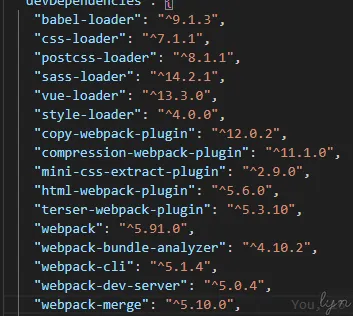 "devDependencies": {
"babel-loader": "^9.1.3",
"css-loader": "^7.1.1",
"postcss-loader": "^8.1.1",
"sass-loader": "^14.2.1",
"vue-loader": "^13.3.0",
"style-loader": "^4.0.0",
"copy-webpack-plugin": "^12.0.2",
"compression-webpack-plugin": "^11.1.0",
"mini-css-extract-plugin": "^2.9.0",
"html-webpack-plugin": "^5.6.0",
"terser-webpack-plugin": "^5.3.10",
"webpack": "^5.91.0",
"webpack-bundle-analyzer": "^4.10.2",
"webpack-cli": "^5.1.4",
"webpack-dev-server": "^5.0.4",
"webpack-merge": "^5.10.0", You,